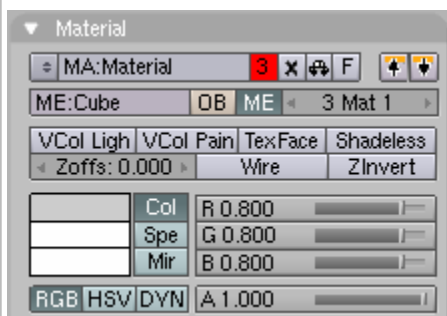 Material
MA:Material 3 X F
ME:Cube OB ME 3 Mat 1
VCol Ligh VCol Pain TexFace Shadeless
Zoffs: 0.000 Wire ZInvert
Col R 0.800
Spe G 0.800
Mir B 0.800
RGB HSV DYN A 1.000